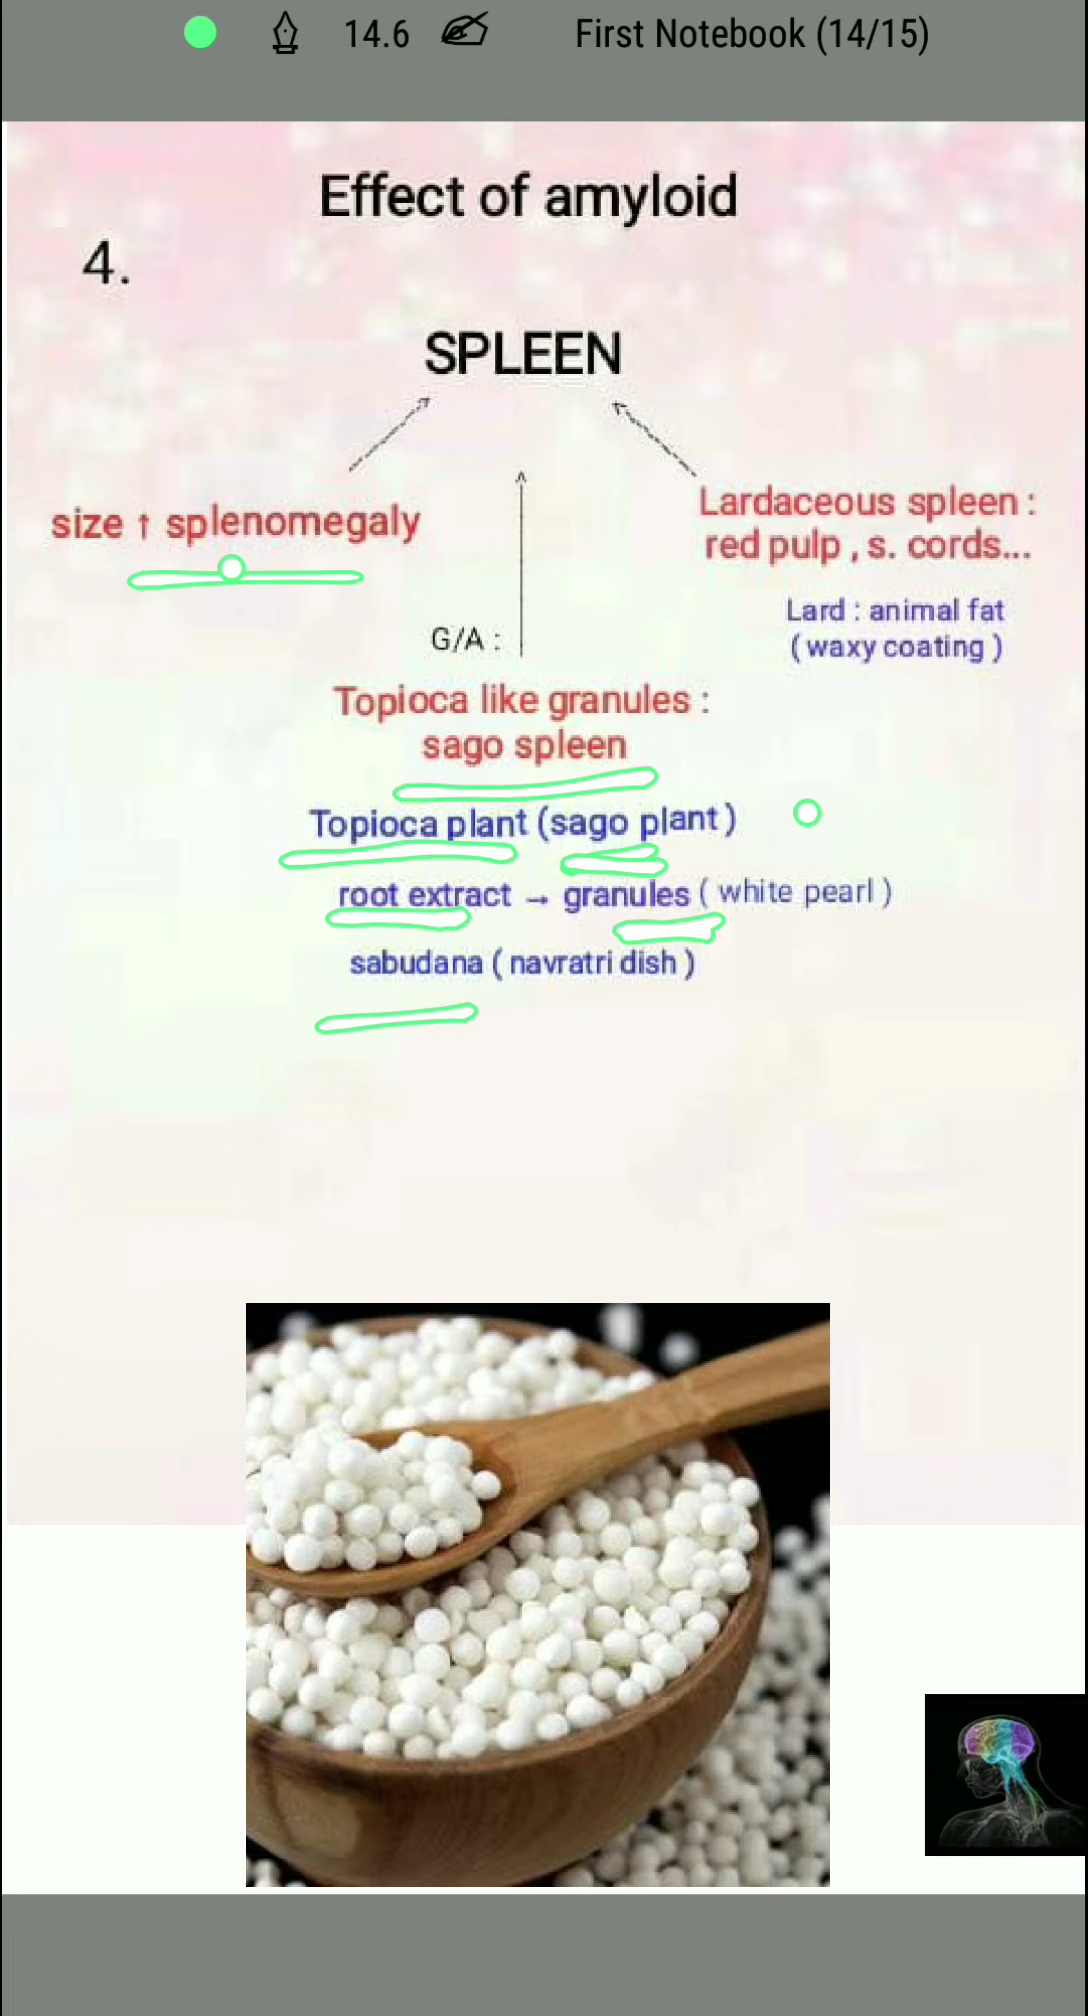 14.6 First Notebook (14/15)
Effect of amyloid
4.
SPLEEN
size ↑ splenomegaly
Lardaceous spleen :
red pulp , s. cords...
Lard : animal fat
( waxy coating )
G/A :
Topioca like granules :
sago spleen
Topioca plant (sago plant )
root extract → granules ( white pearl )
sabudana ( navratri dish )